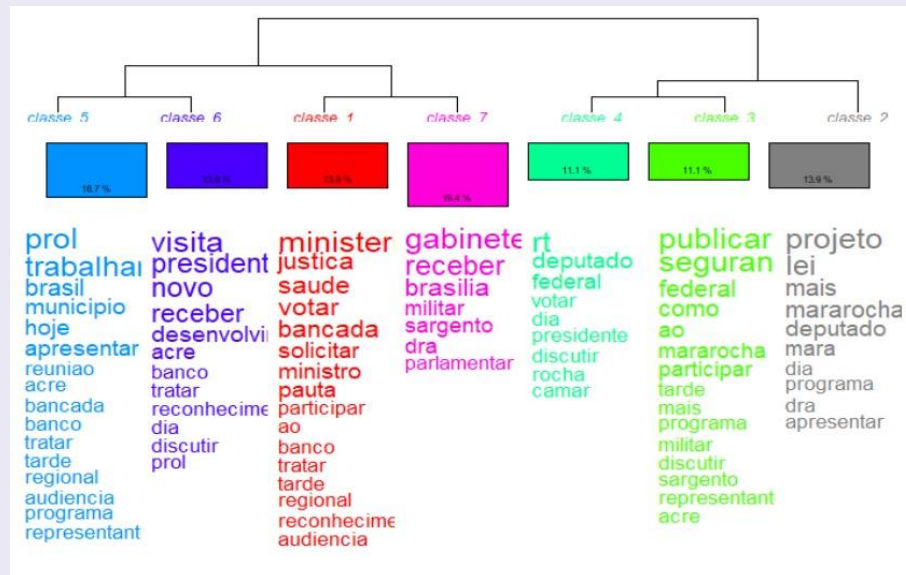 classe 5
classe 6
classe 1
classe 7
classe 4
classe 3
classe 2
16.7 %
13.9 %
13.9 %
19.4 %
11.1 %
11.1 %
13.9 %
prol
trabalhar
brasil
municipio
hoje
apresentar
reuniao
acre
bancada
banco
tratar
tarde
regional
audiencia
programa
representant
visita
president
novo
receber
desenvolvi
acre
banco
tratar
reconhecime
dia
discutir
prol
minister
justica
saude
votar
bancada
solicitar
ministro
pauta
participar
ao
banco
tratar
tarde
regional
reconhecime
audiencia
gabinete
receber
brasilia
militar
sargento
dra
parlamentar
rt
deputado
federal
votar
dia
presidente
discutir
rocha
camar
publicar
seguran
federal
como
ao
mararocha
participar
tarde
mais
programa
militar
discutir
sargento
representant
acre
projeto
lei
mais
mararocha
deputado
mara
dia
programa
dra
apresentar